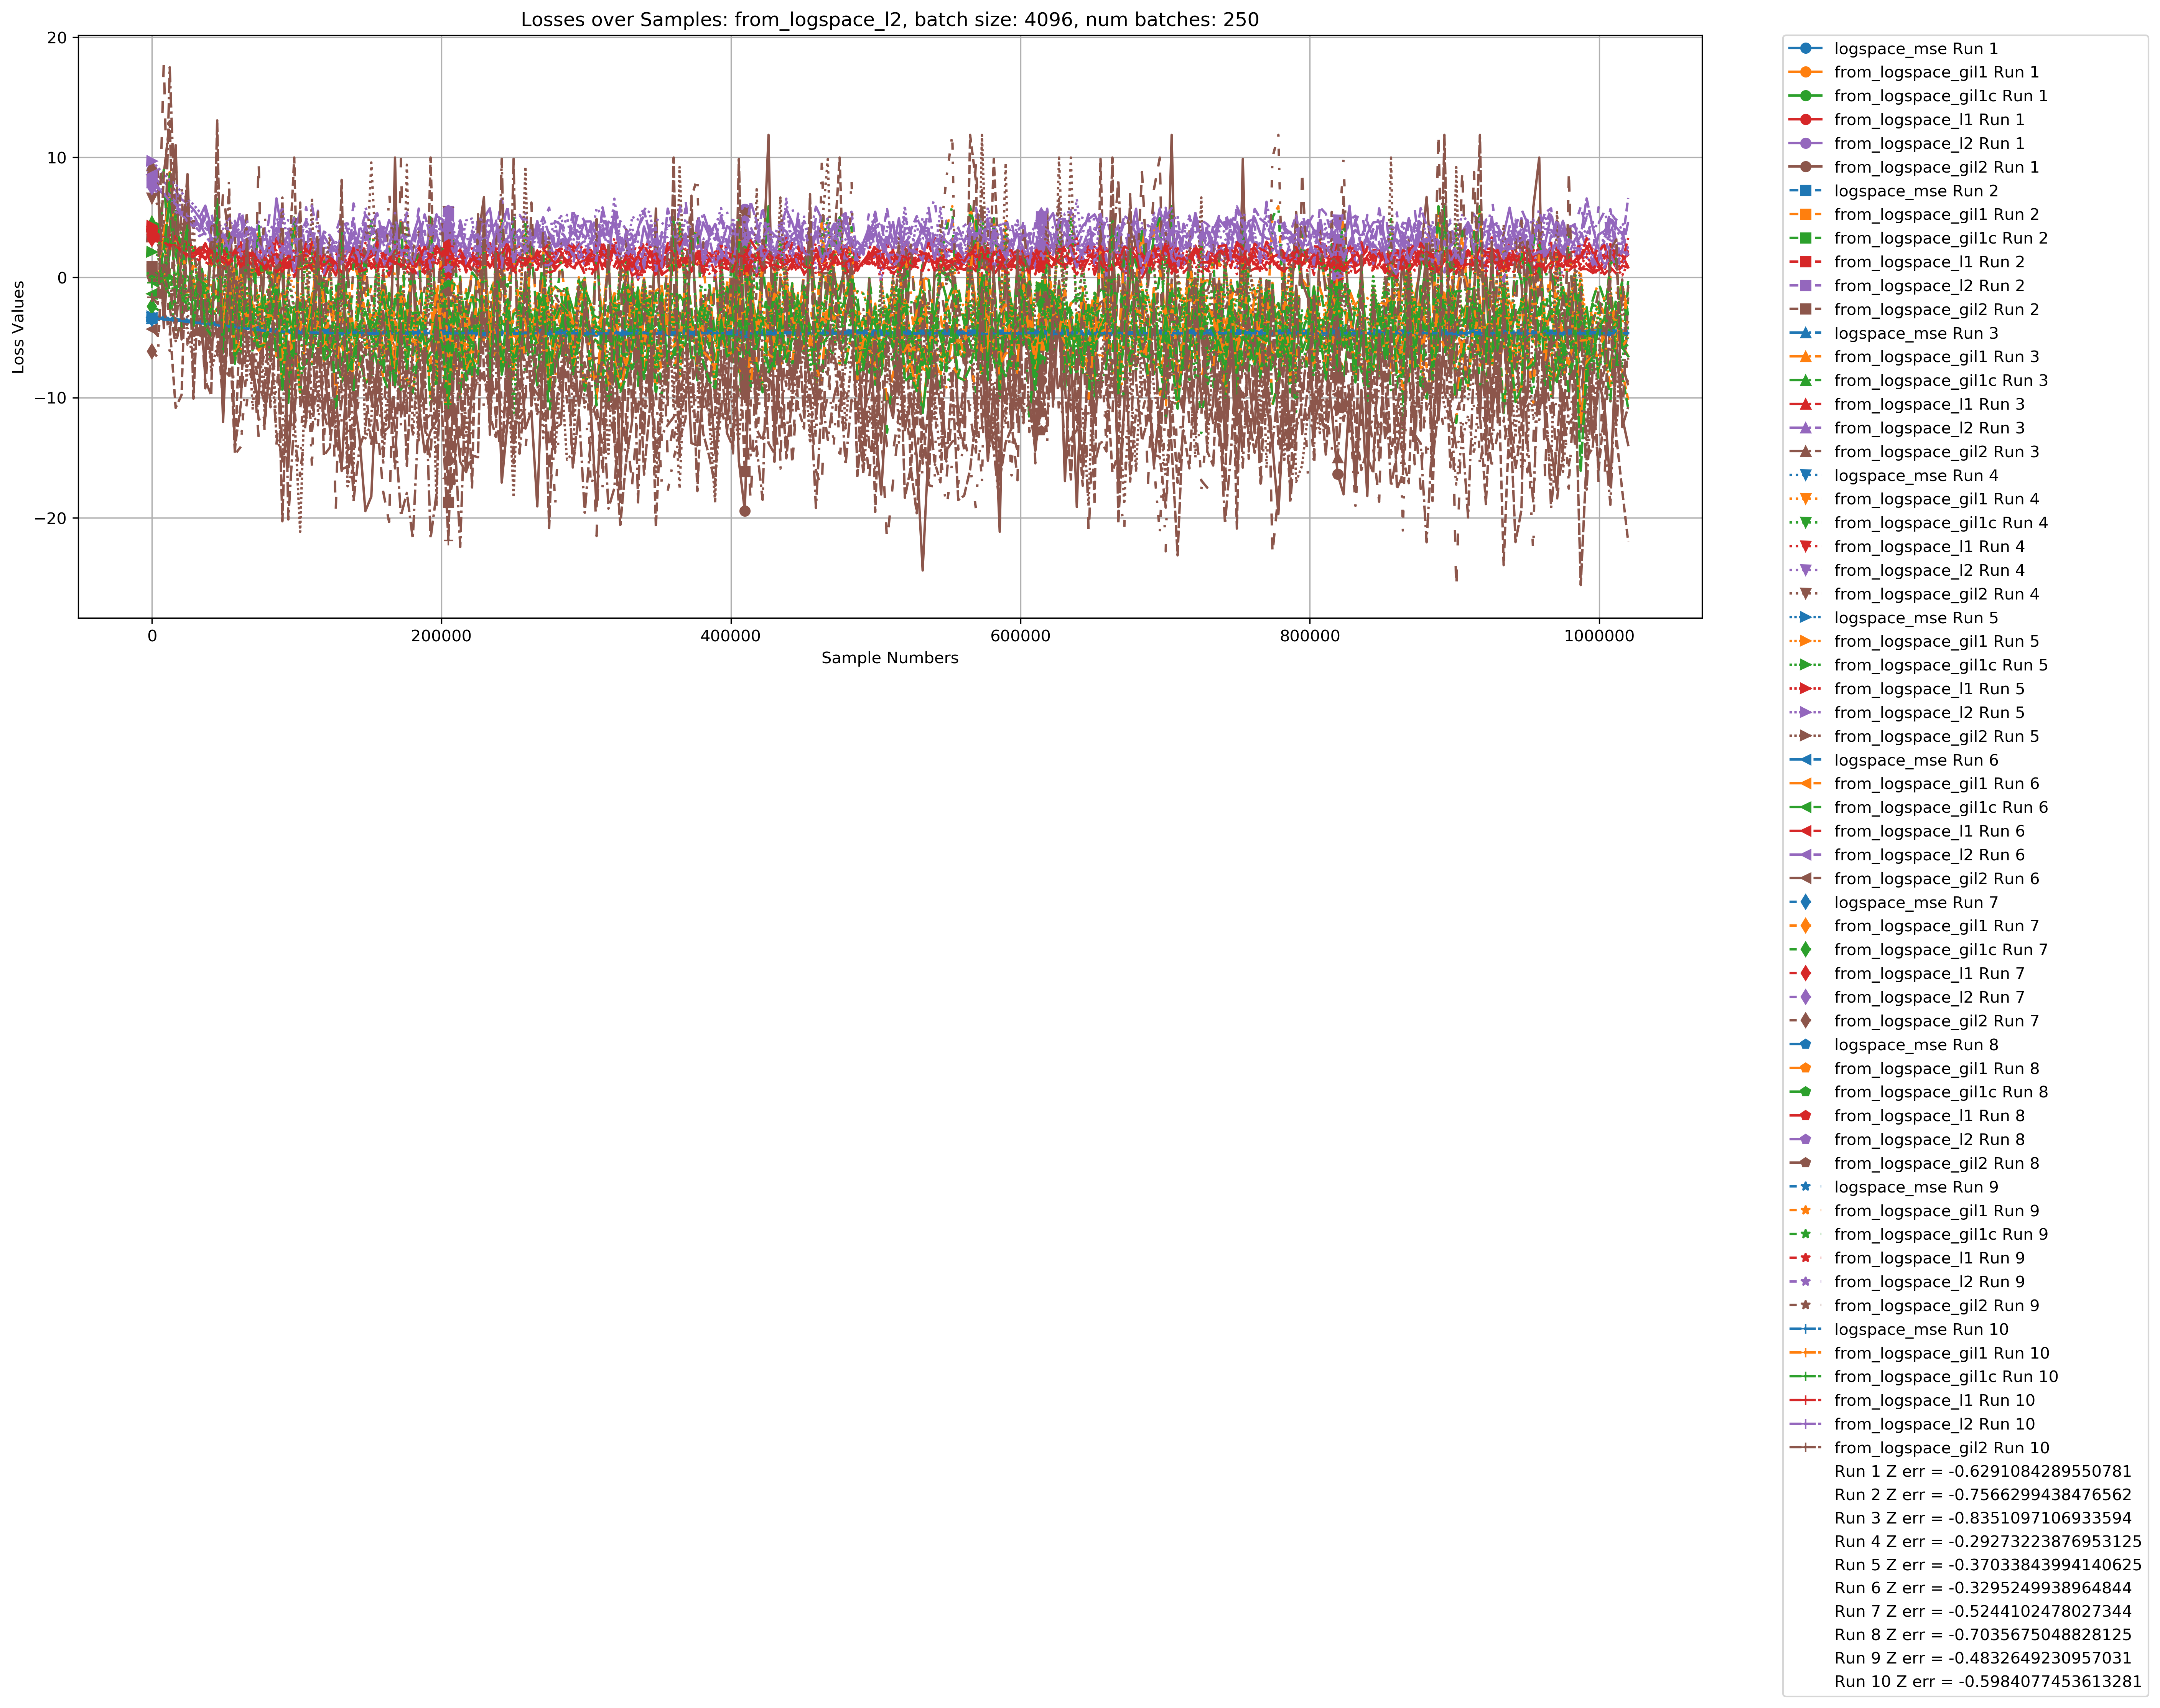 Losses over Samples: from_logspace_l2, batch size: 4096, num batches: 250
20
10
0
−10
−20
Loss Values
0
200000
400000
600000
800000
1000000
Sample Numbers
logspace_mse Run 1
from_logspace_gil1 Run 1
from_logspace_gil1c Run 1
from_logspace_l1 Run 1
from_logspace_l2 Run 1
from_logspace_gil2 Run 1
logspace_mse Run 2
from_logspace_gil1 Run 2
from_logspace_gil1c Run 2
from_logspace_l1 Run 2
from_logspace_l2 Run 2
from_logspace_gil2 Run 2
logspace_mse Run 3
from_logspace_gil1 Run 3
from_logspace_gil1c Run 3
from_logspace_l1 Run 3
from_logspace_l2 Run 3
from_logspace_gil2 Run 3
logspace_mse Run 4
from_logspace_gil1 Run 4
from_logspace_gil1c Run 4
from_logspace_l1 Run 4
from_logspace_l2 Run 4
from_logspace_gil2 Run 4
logspace_mse Run 5
from_logspace_gil1 Run 5
from_logspace_gil1c Run 5
from_logspace_l1 Run 5
from_logspace_l2 Run 5
from_logspace_gil2 Run 5
logspace_mse Run 6
from_logspace_gil1 Run 6
from_logspace_gil1c Run 6
from_logspace_l1 Run 6
from_logspace_l2 Run 6
from_logspace_gil2 Run 6
logspace_mse Run 7
from_logspace_gil1 Run 7
from_logspace_gil1c Run 7
from_logspace_l1 Run 7
from_logspace_l2 Run 7
from_logspace_gil2 Run 7
logspace_mse Run 8
from_logspace_gil1 Run 8
from_logspace_gil1c Run 8
from_logspace_l1 Run 8
from_logspace_l2 Run 8
from_logspace_gil2 Run 8
logspace_mse Run 9
from_logspace_gil1 Run 9
from_logspace_gil1c Run 9
from_logspace_l1 Run 9
from_logspace_l2 Run 9
from_logspace_gil2 Run 9
logspace_mse Run 10
from_logspace_gil1 Run 10
from_logspace_gil1c Run 10
from_logspace_l1 Run 10
from_logspace_l2 Run 10
from_logspace_gil2 Run 10
Run 1 Z err = -0.6291084289550781
Run 2 Z err = -0.7566299438476562
Run 3 Z err = -0.8351097106933594
Run 4 Z err = -0.29273223876953125
Run 5 Z err = -0.37033843994140625
Run 6 Z err = -0.3295249938964844
Run 7 Z err = -0.5244102478027344
Run 8 Z err = -0.7035675048828125
Run 9 Z err = -0.4832649230957031
Run 10 Z err = -0.5984077453613281